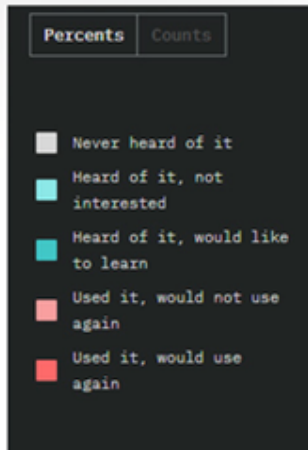 Percents Counts
Never heard of it
Heard of it, not
interested
Heard of it, would like
to learn
Used it, would not use
again
Used it, would use
again